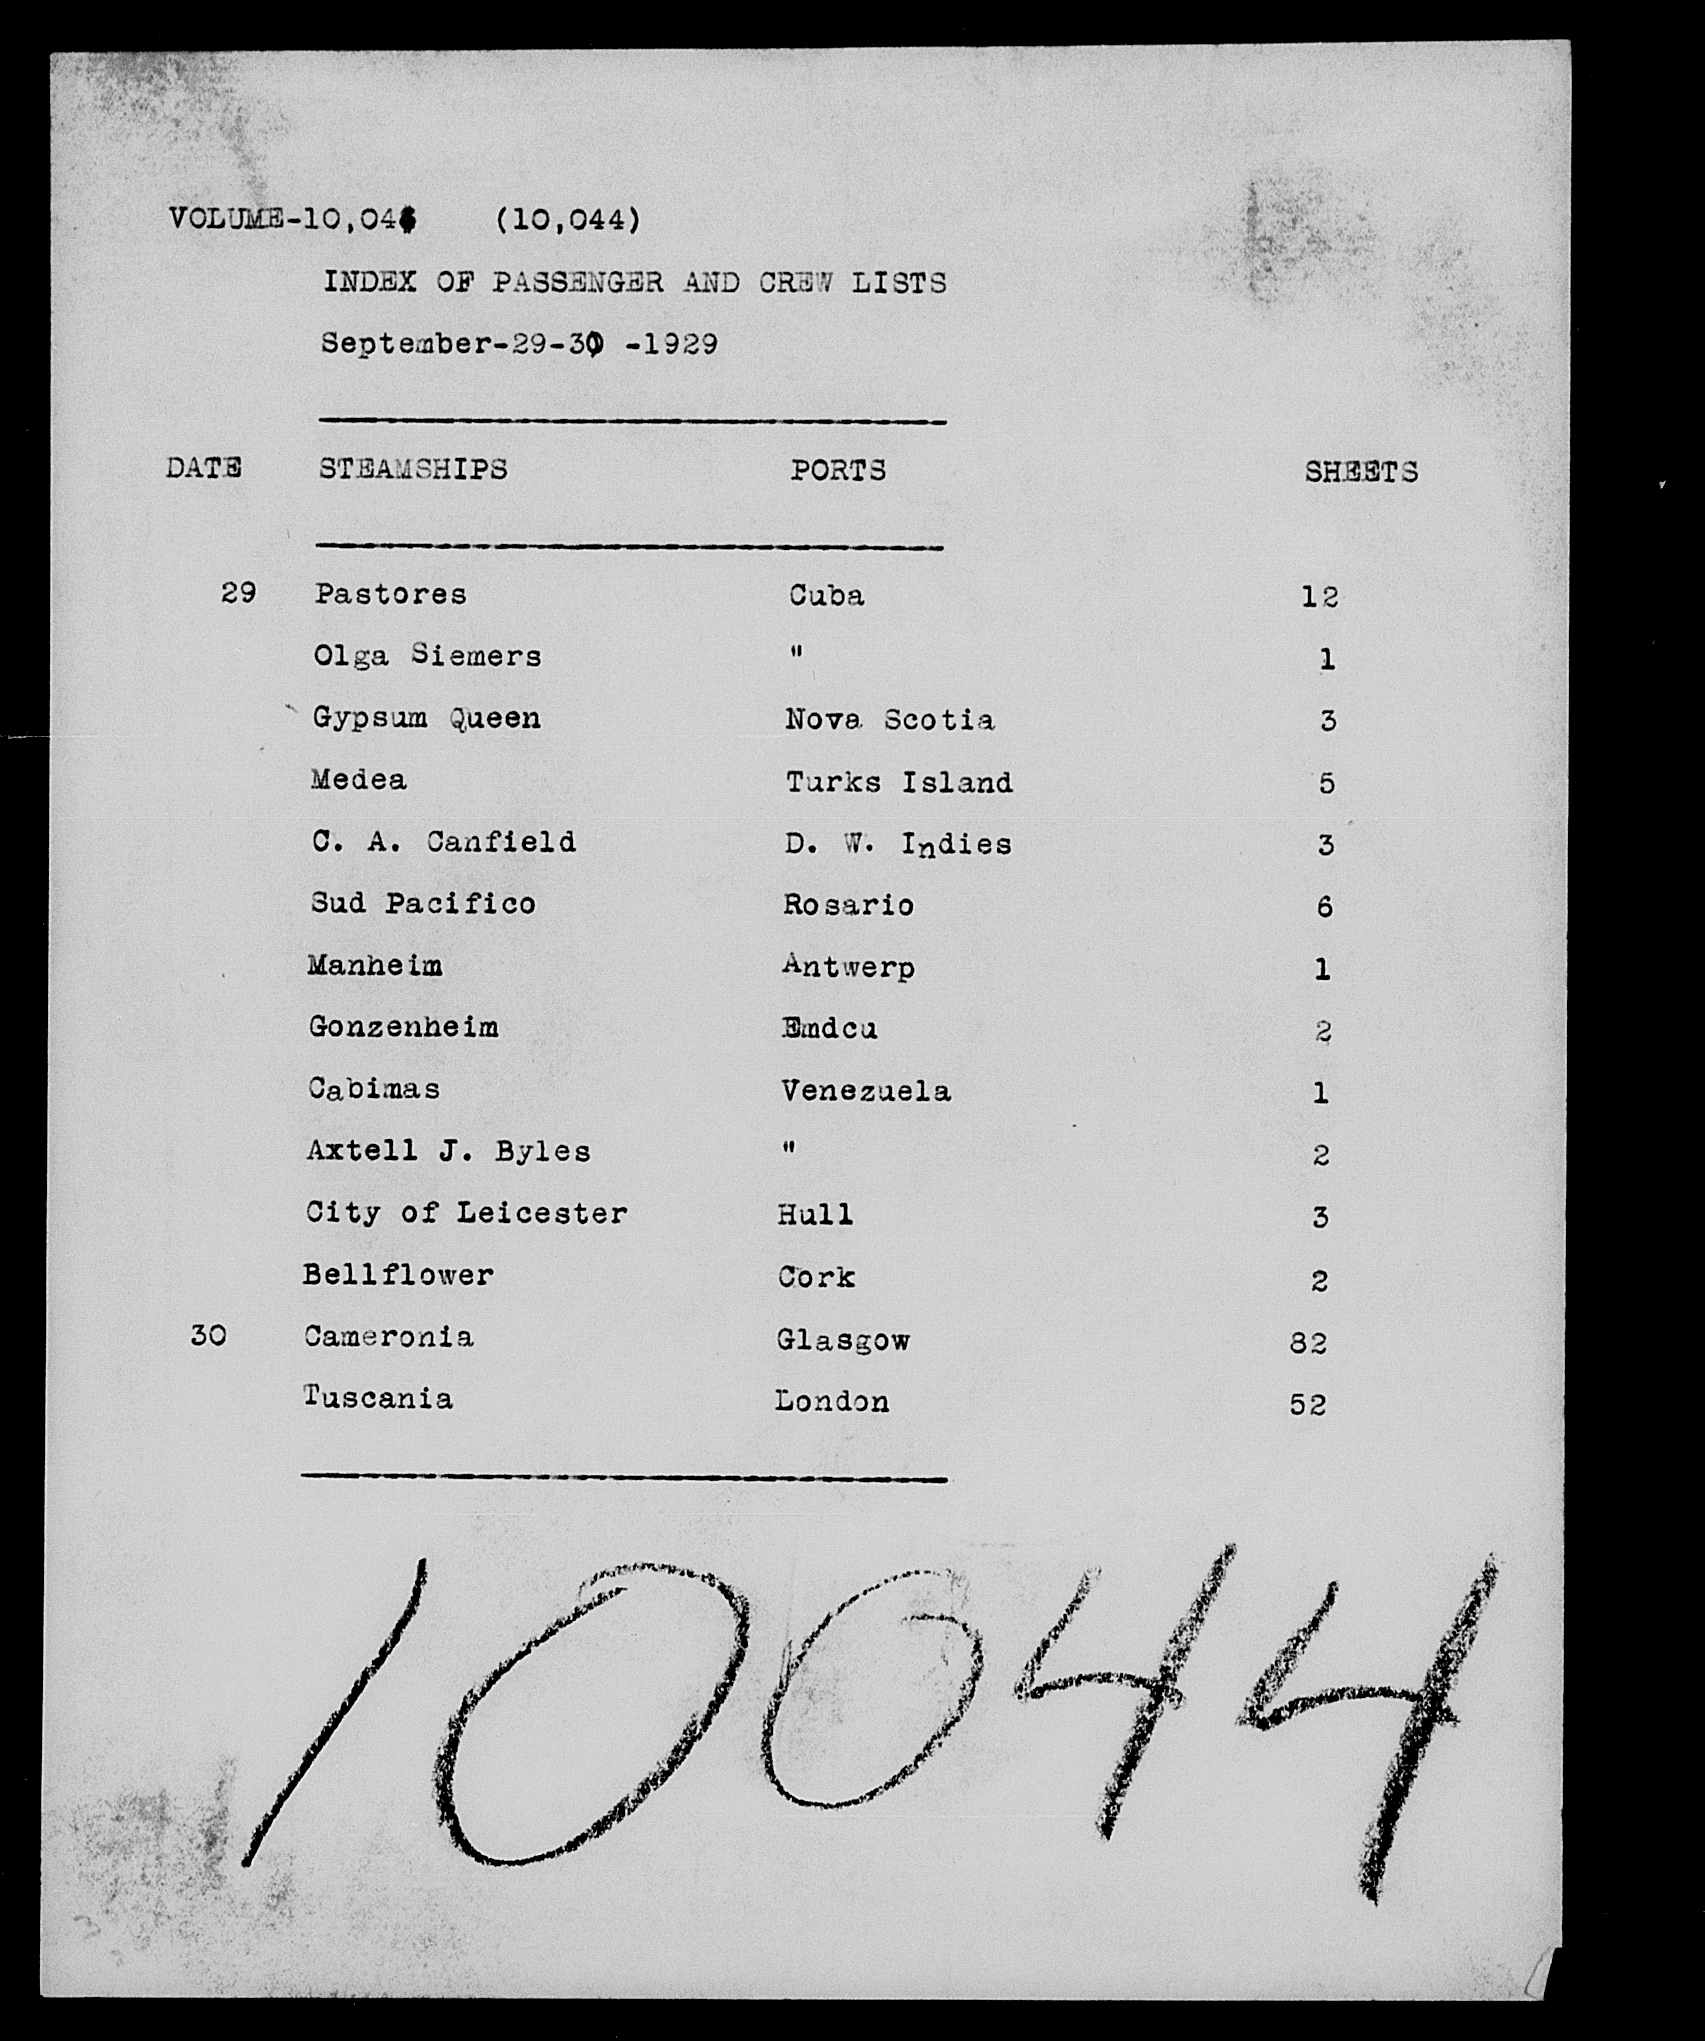 VOLUME-10,044 (10,044)
INDEX OF PASSENGER AND CREW LISTS
September-29-30 -1929
DATE STEAMSHIPS PORTS SHEETS
29 Pastores Cuba 12
Olga Siemers " 1
Gypsum Queen Nova Scotia 3
Medea Turks Island 5
C. A. Canfield D. W. Indies 3
Sud Pacifico Rosario 6
Manheim Antwerp 1
Gonzenheim Emdcu 2
Cabimas Venezuela 1
Axtell J. Byles " 2
City of Leicester Hull 3
Bellflower Cork 2
30 Cameronia Glasgow 82
Tuscania London 52
10044